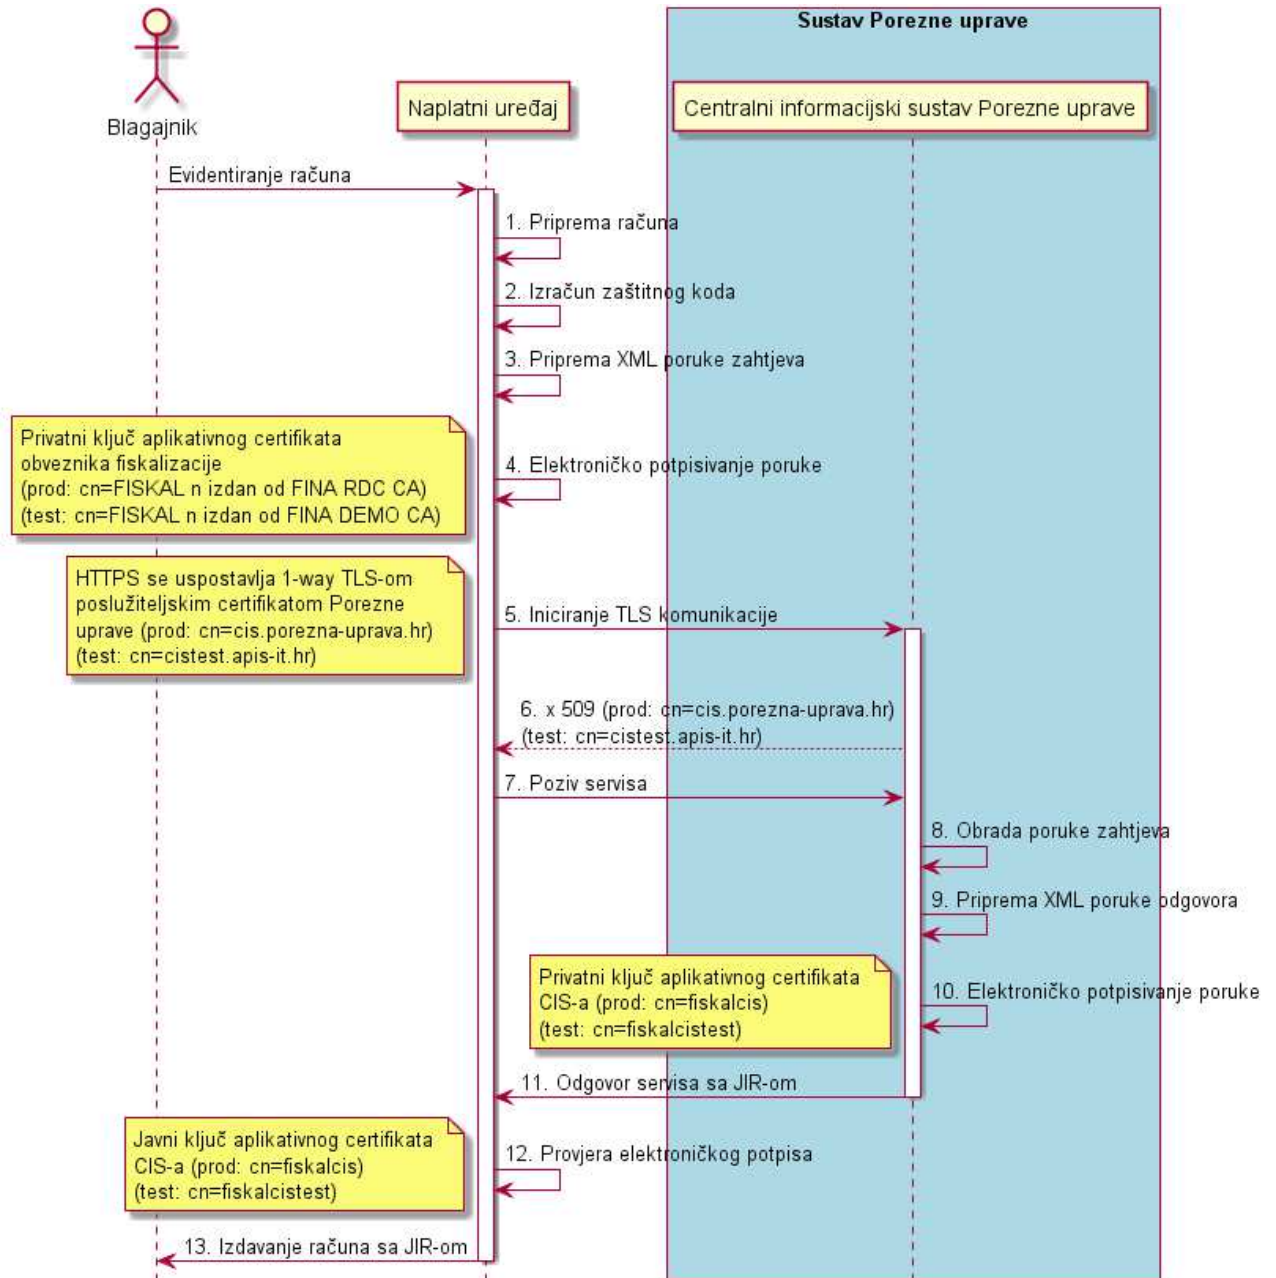 Sustav Porezne uprave
Blagajnik
Naplatni uređaj
Centralni informacijski sustav Porezne uprave
Evidentiranje računa
1. Priprema računa
2. Izračun zaštitnog koda
3. Priprema XML poruke zahtjeva
Privatni ključ aplikativnog certifikata
obveznika fiskalizacije
(prod: cn=FISKAL n izdan od FINA RDC CA)
(test: cn=FISKAL n izdan od FINA DEMO CA)
4. Elektroničko potpisivanje poruke
HTTPS se uspostavlja 1-way TLS-om
poslužiteljskim certifikatom Porezne
uprave (prod: cn=cis.porezna-uprava.hr)
(test: cn=cistest.apis-it.hr)
5. Iniciranje TLS komunikacije
6. x 509 (prod: cn=cis.porezna-uprava.hr)
(test: cn=cistest.apis-it.hr)
7. Poziv servisa
8. Obrada poruke zahtjeva
9. Priprema XML poruke odgovora
Privatni ključ aplikativnog certifikata
CIS-a (prod: cn=fiskalcis)
(test: cn=fiskalcistest)
10. Elektroničko potpisivanje poruke
11. Odgovor servisa sa JIR-om
Javni ključ aplikativnog certifikata
CIS-a (prod: cn=fiskalcis)
(test: cn=fiskalcistest)
12. Provjera elektroničkog potpisa
13. Izdavanje računa sa JIR-om